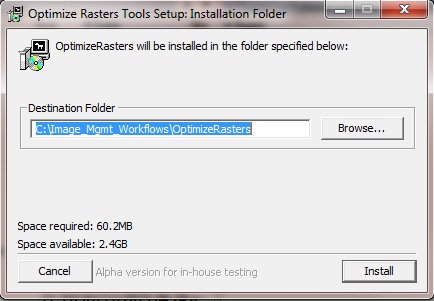 Optimize Rasters Tools Setup: Installation Folder
OptimizeRasters will be installed in the folder specified below:
Destination Folder
C:\Image_Mgmt_Workflows\OptimizeRasters
Browse...
Space required: 60.2MB
Space available: 2.4GB
Cancel
Alpha version for in-house testing
Install